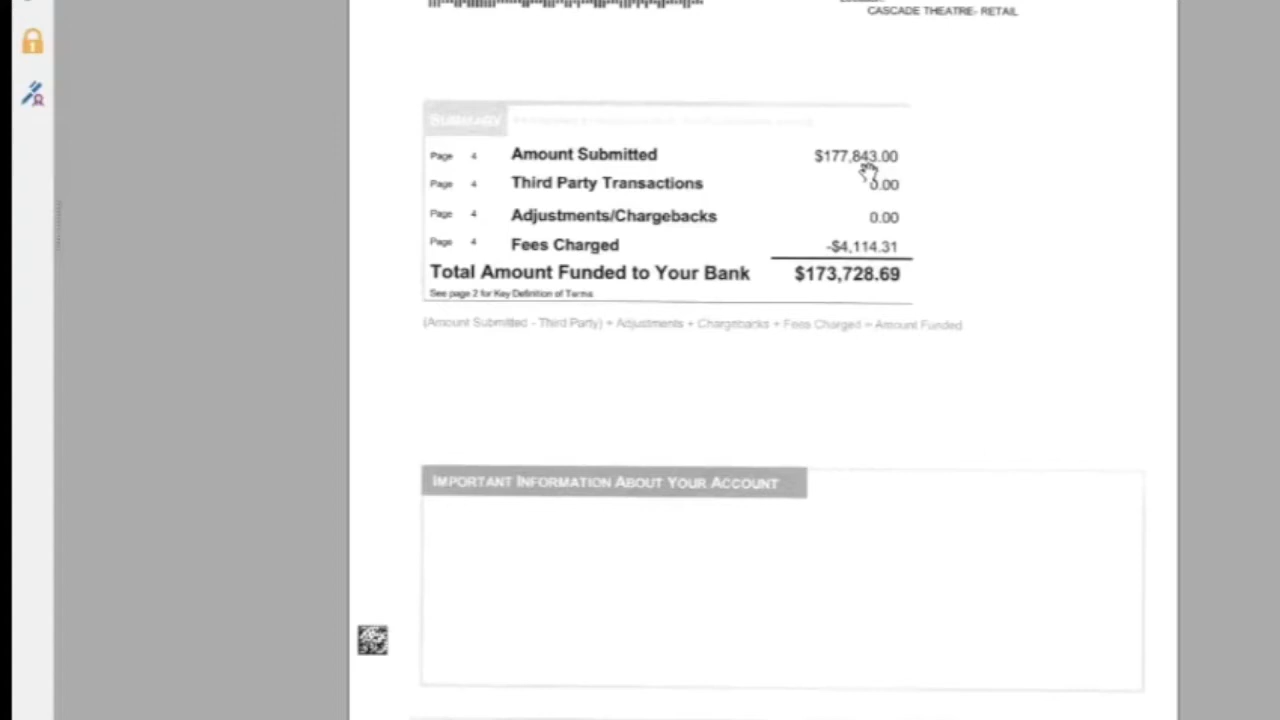 CASCADE THEATRE- RETAIL
SUMMARY
Page 4 Amount Submitted $177,843.00
Page 4 Third Party Transactions 0.00
Page 4 Adjustments/Chargebacks 0.00
Page 4 Fees Charged -$4,114.31
Total Amount Funded to Your Bank $173,728.69
See page 2 for Key Definition of Terms
(Amount Submitted - Third Party) + Adjustments + Chargebacks + Fees Charged = Amount Funded
IMPORTANT INFORMATION ABOUT YOUR ACCOUNT